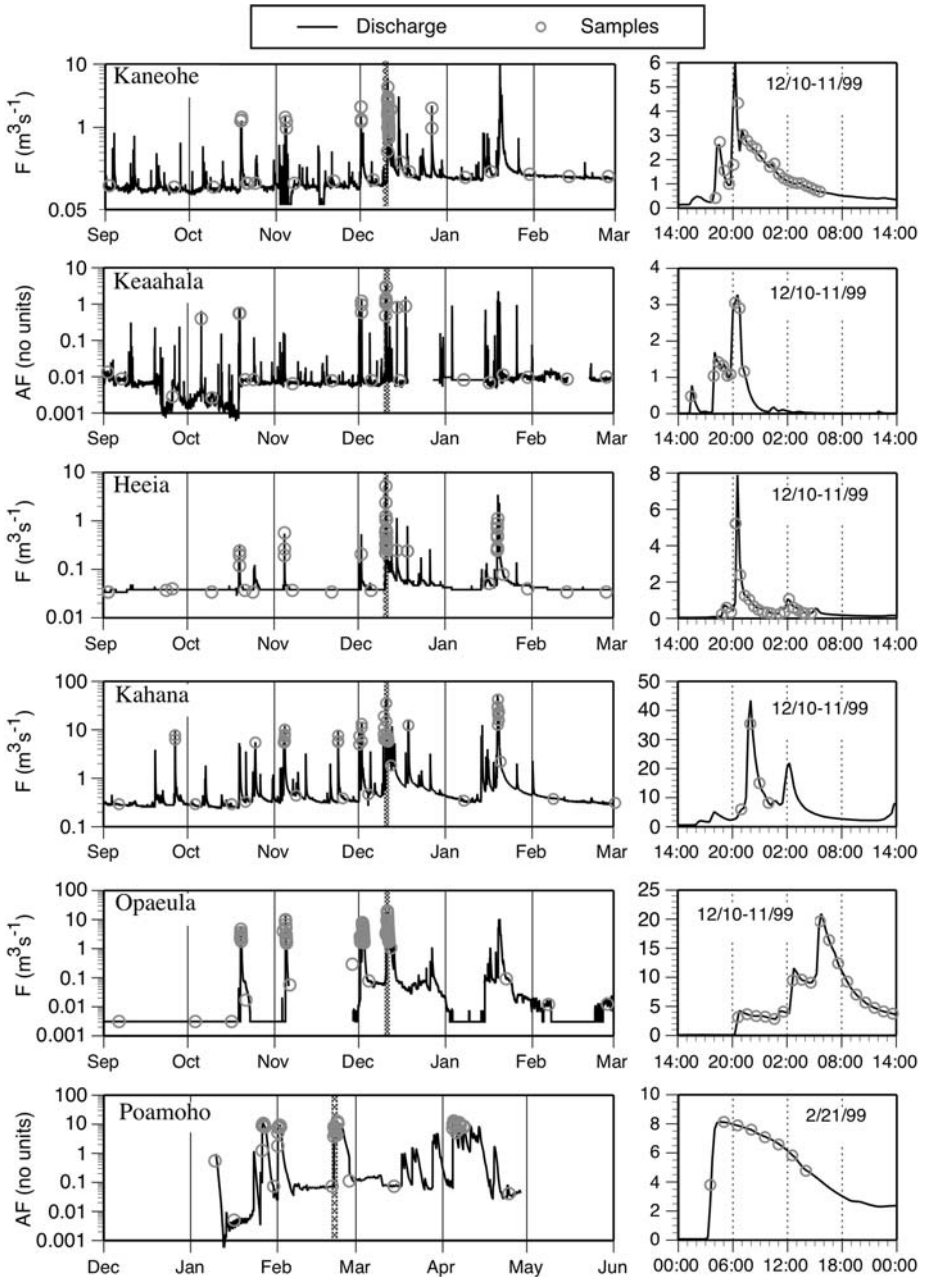 Discharge Samples
Kaneohe
F (m³s⁻¹)
10
1
0.05
Sep Oct Nov Dec Jan Feb Mar
12/10-11/99
6
5
4
3
2
1
0
14:00 20:00 02:00 08:00 14:00
Keaahala
AF (no units)
10
1
0.1
0.01
0.001
Sep Oct Nov Dec Jan Feb Mar
12/10-11/99
4
3
2
1
0
14:00 20:00 02:00 08:00 14:00
Heeia
F (m³s⁻¹)
10
1
0.1
0.01
Sep Oct Nov Dec Jan Feb Mar
12/10-11/99
8
6
4
2
0
14:00 20:00 02:00 08:00 14:00
Kahana
F (m³s⁻¹)
100
10
1
0.1
Sep Oct Nov Dec Jan Feb Mar
12/10-11/99
50
40
30
20
10
0
14:00 20:00 02:00 08:00 14:00
Opaeula
F (m³s⁻¹)
100
10
1
0.1
0.01
0.001
Sep Oct Nov Dec Jan Feb Mar
12/10-11/99
25
20
15
10
5
0
14:00 20:00 02:00 08:00 14:00
Poamoho
AF (no units)
100
10
1
0.1
0.01
0.001
Dec Jan Feb Mar Apr May Jun
2/21/99
10
8
6
4
2
0
00:00 06:00 12:00 18:00 00:00